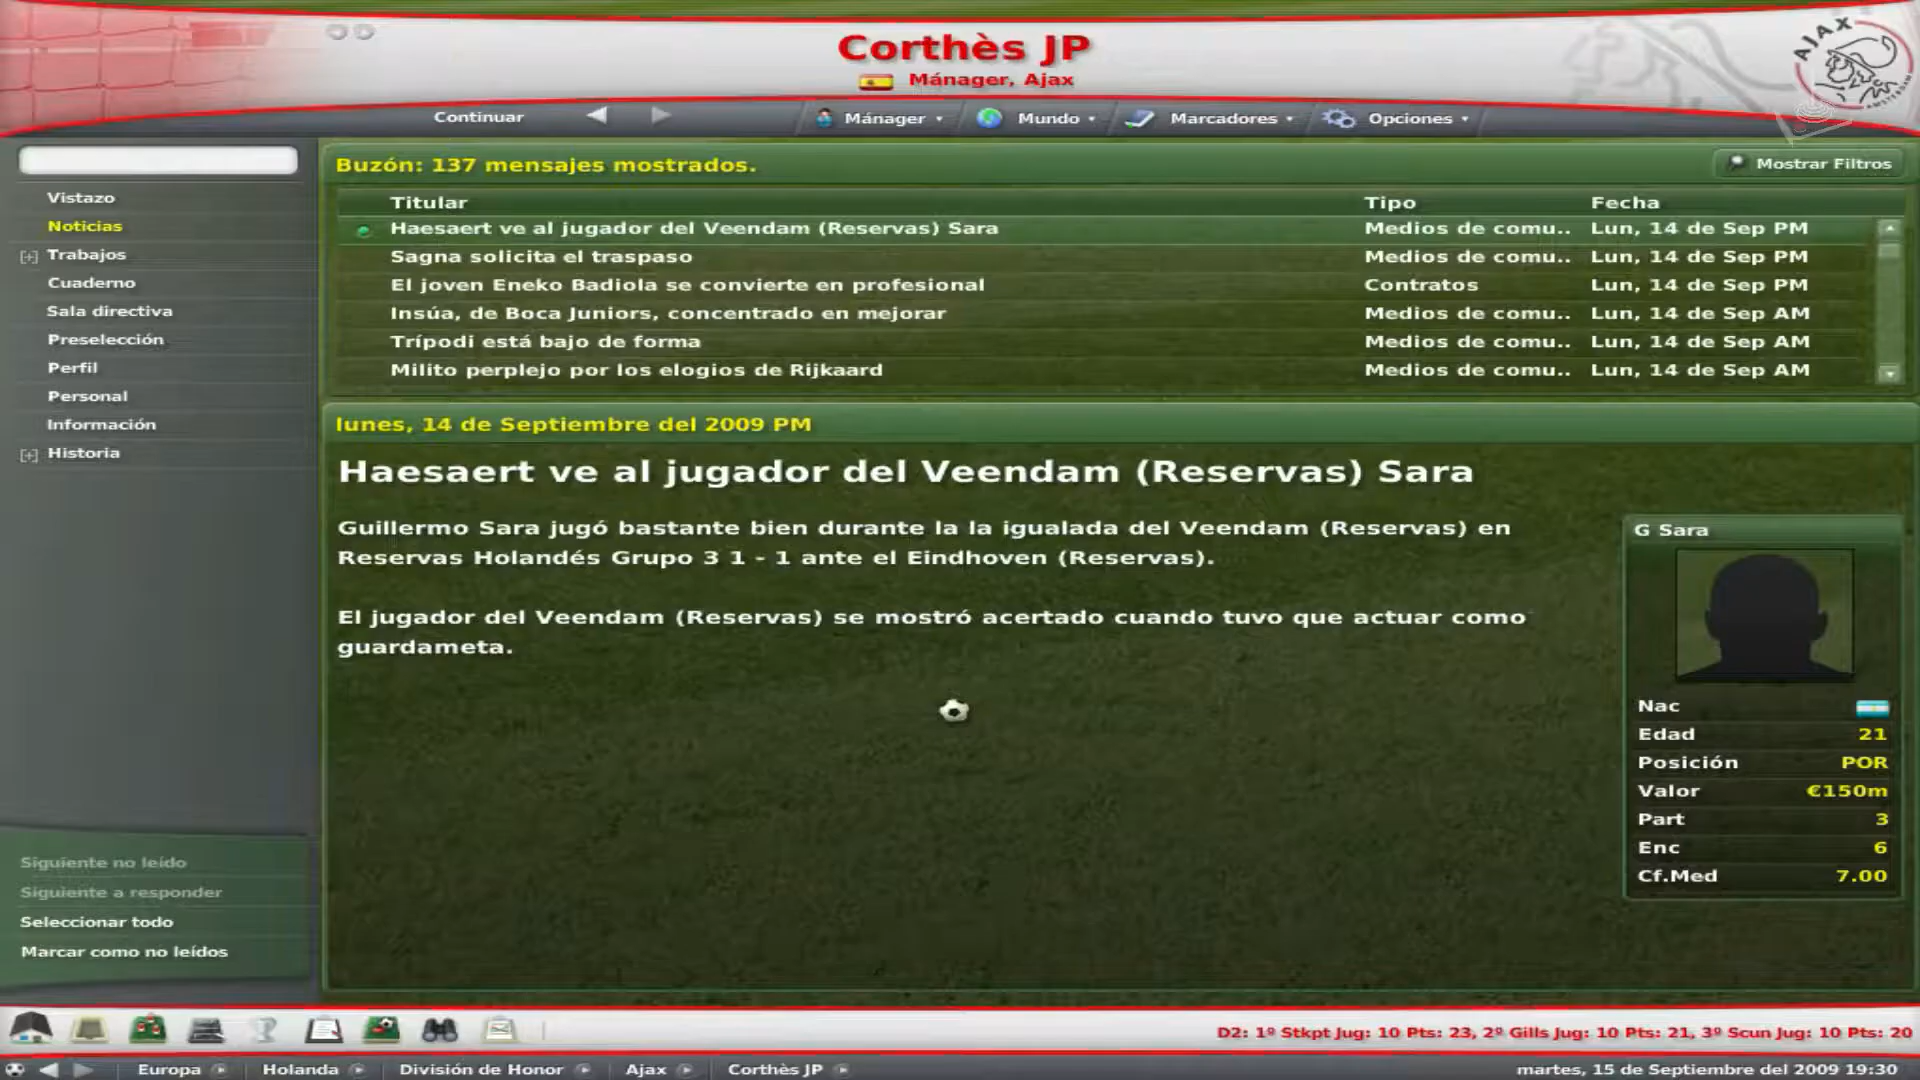 Corthès JP
Mánager, Ajax
AJAX
AMSTERDAM
Continuar
Mánager
Mundo
Marcadores
Opciones
Vistazo
Noticias
[+] Trabajos
Cuaderno
Sala directiva
Preselección
Perfil
Personal
Información
[+] Historia
Siguiente no leído
Siguiente a responder
Seleccionar todo
Marcar como no leídos
Buzón: 137 mensajes mostrados.
Mostrar Filtros
Titular Tipo Fecha
Haesaert ve al jugador del Veendam (Reservas) Sara Medios de comu.. Lun, 14 de Sep PM
Sagna solicita el traspaso Medios de comu.. Lun, 14 de Sep PM
El joven Eneko Badiola se convierte en profesional Contratos Lun, 14 de Sep PM
Insúa, de Boca Juniors, concentrado en mejorar Medios de comu.. Lun, 14 de Sep AM
Trípodi está bajo de forma Medios de comu.. Lun, 14 de Sep AM
Milito perplejo por los elogios de Rijkaard Medios de comu.. Lun, 14 de Sep AM
lunes, 14 de Septiembre del 2009 PM
Haesaert ve al jugador del Veendam (Reservas) Sara
Guillermo Sara jugó bastante bien durante la la igualada del Veendam (Reservas) en
Reservas Holandés Grupo 3 1 - 1 ante el Eindhoven (Reservas).
El jugador del Veendam (Reservas) se mostró acertado cuando tuvo que actuar como
guardameta.
G Sara
Nac
Edad 21
Posición POR
Valor €150m
Part 3
Enc 6
Cf.Med 7.00
D2: 1º Stkpt Jug: 10 Pts: 23, 2º Gills Jug: 10 Pts: 21, 3º Scun Jug: 10 Pts: 20
Europa
Holanda
División de Honor
Ajax
Corthès JP
martes, 15 de Septiembre del 2009 19:30